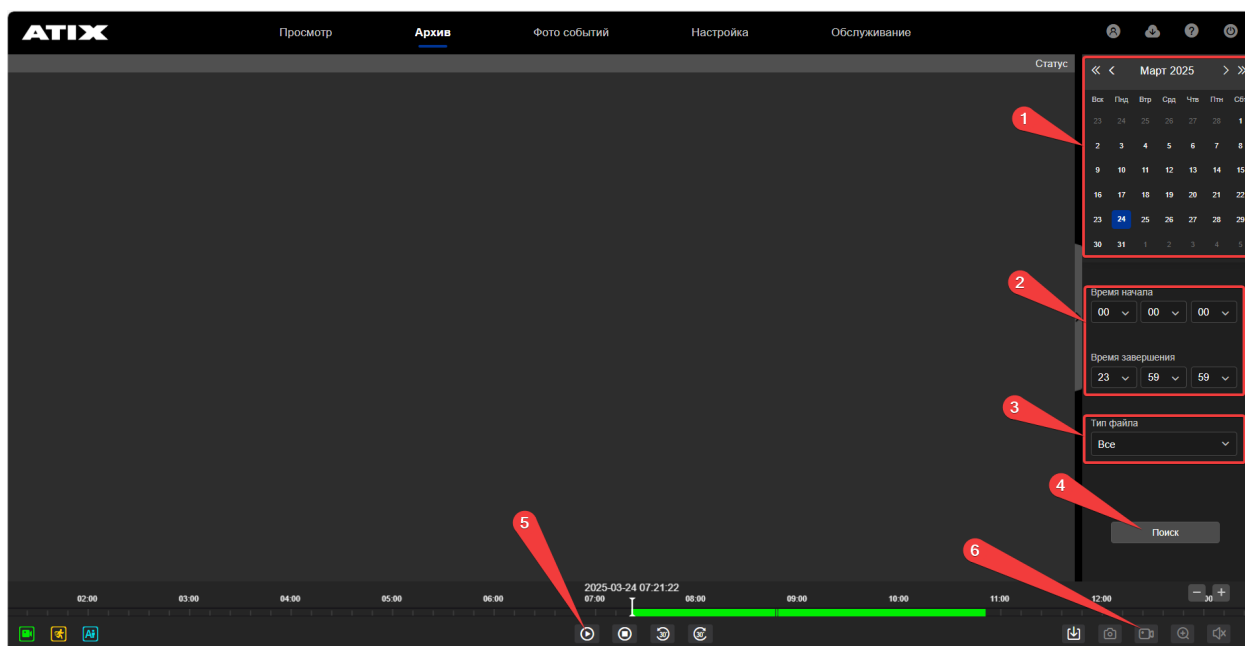 ATIX Просмотр Архив Фото событий Настройка Обслуживание ?
Статус
Март 2025
Вск Пнд Втр Срд Чтв Птн Сбт
23 24 25 26 27 28 1
1
2 3 4 5 6 7 8
9 10 11 12 13 14 15
16 17 18 19 20 21 22
23 24 25 26 27 28 29
30 31 1 2 3 4 5
2
Время начала
00 00 00
Время завершения
23 59 59
3
Тип файла
Все
4
Поиск
5
6
2025-03-24 07:21:22
02:00 03:00 04:00 05:00 06:00 07:00 08:00 09:00 10:00 11:00 12:00 00
Ai 30 30